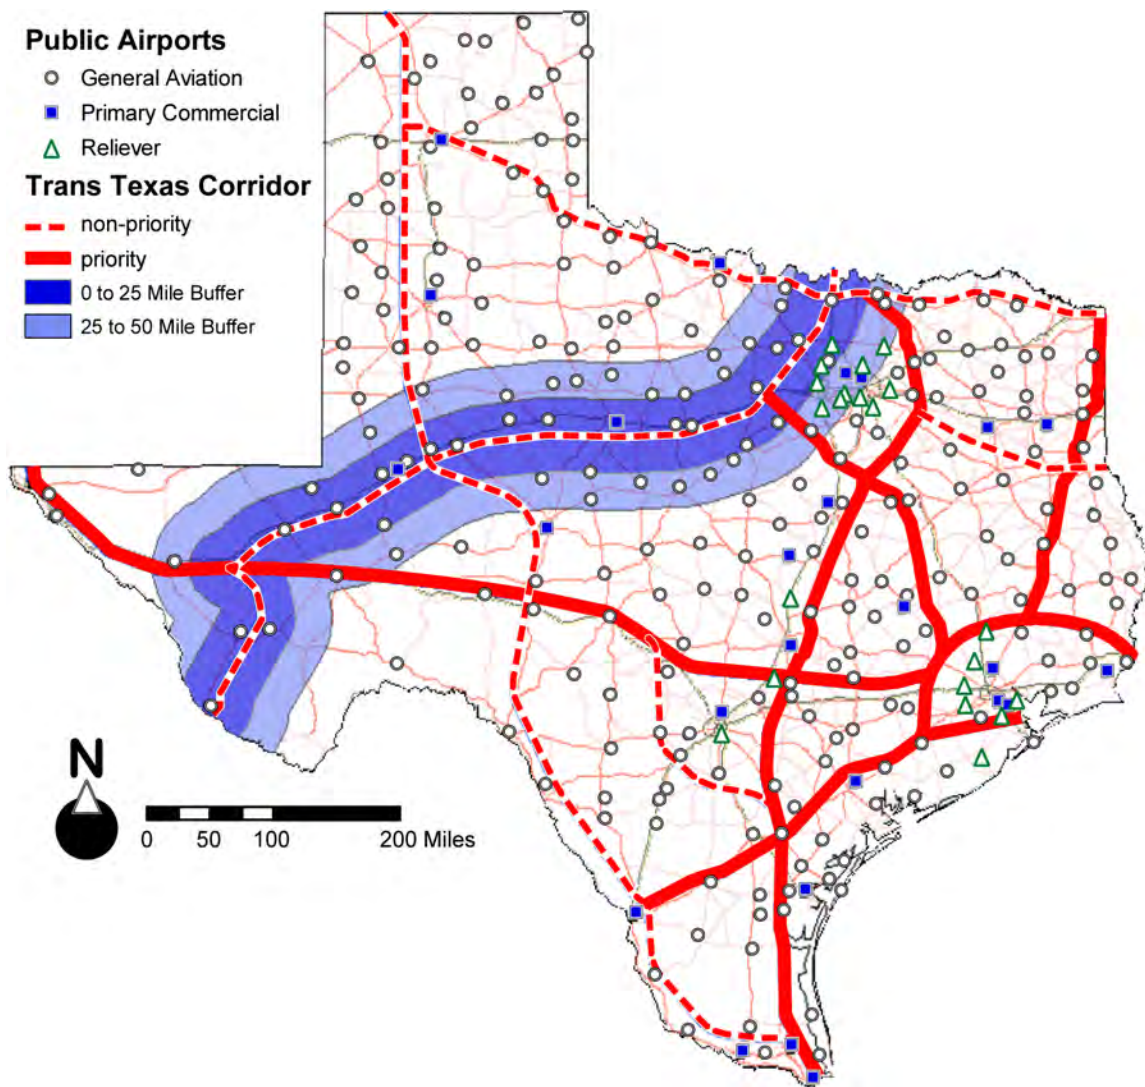 Public Airports
General Aviation
Primary Commercial
Reliever
Trans Texas Corridor
non-priority
priority
0 to 25 Mile Buffer
25 to 50 Mile Buffer
N
0 50 100 200 Miles